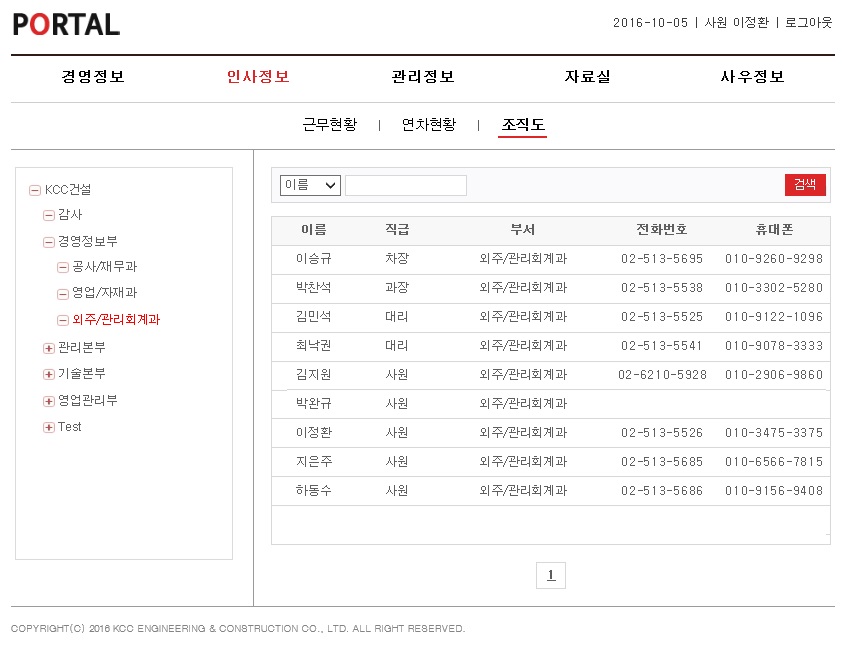 PORTAL
2016-10-05 | 사원 이정환 | 로그아웃
경영정보 인사정보 관리정보 자료실 사우정보
근무현황 | 연차현황 | 조직도
KCC건설
감사
경영정보부
공사/재무과
영업/자재과
외주/관리회계과
관리본부
기술본부
영업관리부
Test
이름 검색
이름 직급 부서 전화번호 휴대폰
이승규 차장 외주/관리회계과 02-513-5695 010-9260-9298
박찬석 과장 외주/관리회계과 02-513-5538 010-3302-5280
김민석 대리 외주/관리회계과 02-513-5525 010-9122-1096
최낙권 대리 외주/관리회계과 02-513-5541 010-9078-3333
김지원 사원 외주/관리회계과 02-6210-5928 010-2906-9860
박완규 사원 외주/관리회계과
이정환 사원 외주/관리회계과 02-513-5526 010-3475-3375
지은주 사원 외주/관리회계과 02-513-5685 010-6566-7815
하동수 사원 외주/관리회계과 02-513-5686 010-9156-9408
1
COPYRIGHT(C) 2016 KCC ENGINEERING & CONSTRUCTION CO., LTD. ALL RIGHT RESERVED.